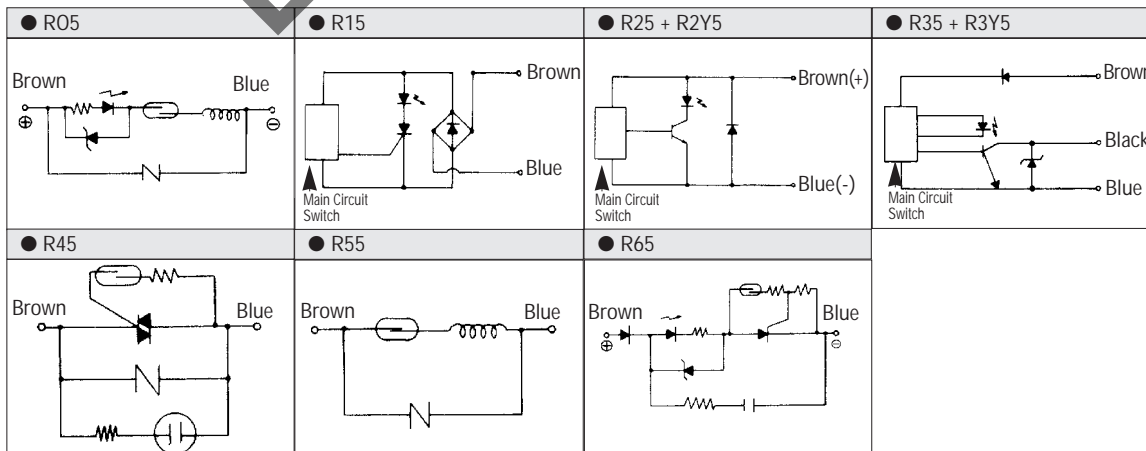 ● RO5
● R15
● R25 + R2Y5
● R35 + R3Y5
Brown
Blue
⊕
⊖
Brown
Blue
Main Circuit
Switch
Brown(+)
Blue(-)
Main Circuit
Switch
Brown
Black
Blue
Main Circuit
Switch
● R45
● R55
● R65
Brown
Blue
Brown
Blue
Brown
Blue
⊕
⊖